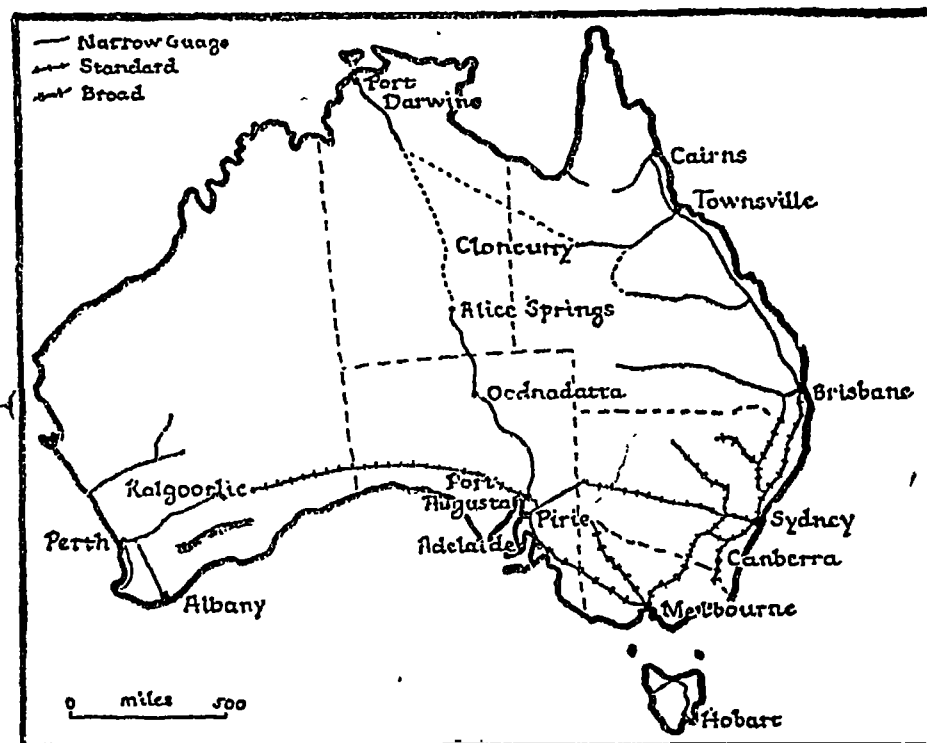 Narrow Guage
Standard
Broad
Port
Darwin
Cairns
Townsville
Cloncurry
Alice Springs
Oodnadatta
Brisbane
Kalgoorlie
Port
Augusta
Pirie
Sydney
Perth
Adelaide
Canberra
Albany
Melbourne
0 miles 500
Hobart